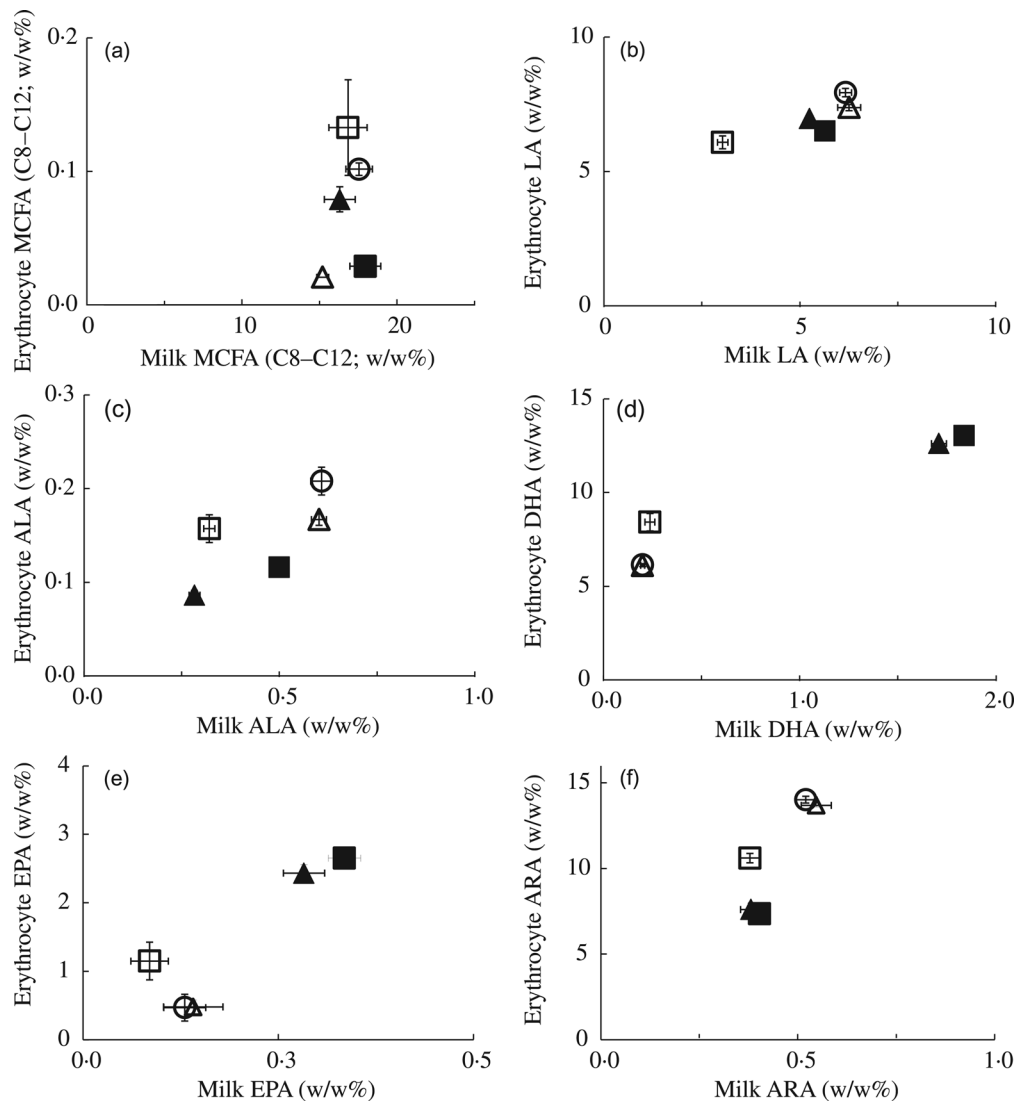 (a)
Erythrocyte MCFA (C8–C12; w/w%)
0·2
0·1
0·0
0
10
20
Milk MCFA (C8–C12; w/w%)
(b)
Erythrocyte LA (w/w%)
10
5
0
0
5
10
Milk LA (w/w%)
(c)
Erythrocyte ALA (w/w%)
0·3
0·2
0·1
0·0
0·0
0·5
1·0
Milk ALA (w/w%)
(d)
Erythrocyte DHA (w/w%)
15
10
5
0
0·0
1·0
2·0
Milk DHA (w/w%)
(e)
Erythrocyte EPA (w/w%)
4
3
2
1
0
0·0
0·3
0·5
Milk EPA (w/w%)
(f)
Erythrocyte ARA (w/w%)
15
10
5
0
0·0
0·5
1·0
Milk ARA (w/w%)